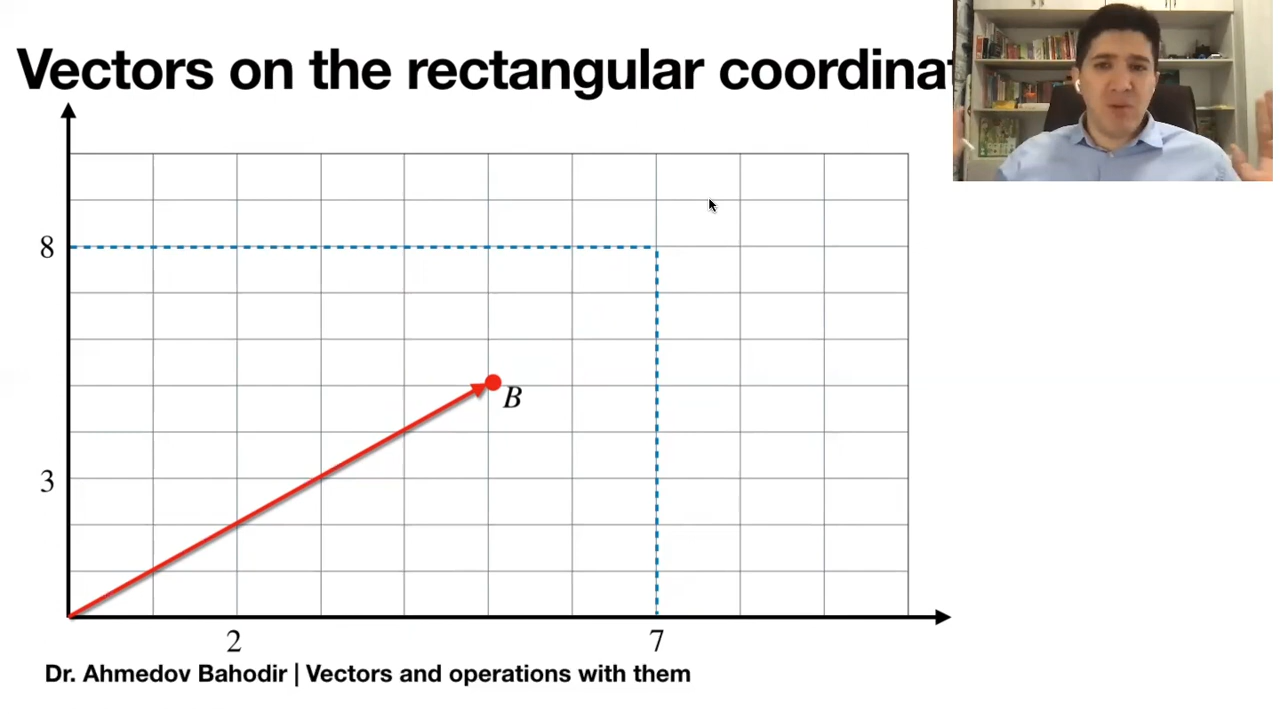 Vectors on the rectangular coordinat
8
B
3
2
7
Dr. Ahmedov Bahodir | Vectors and operations with them